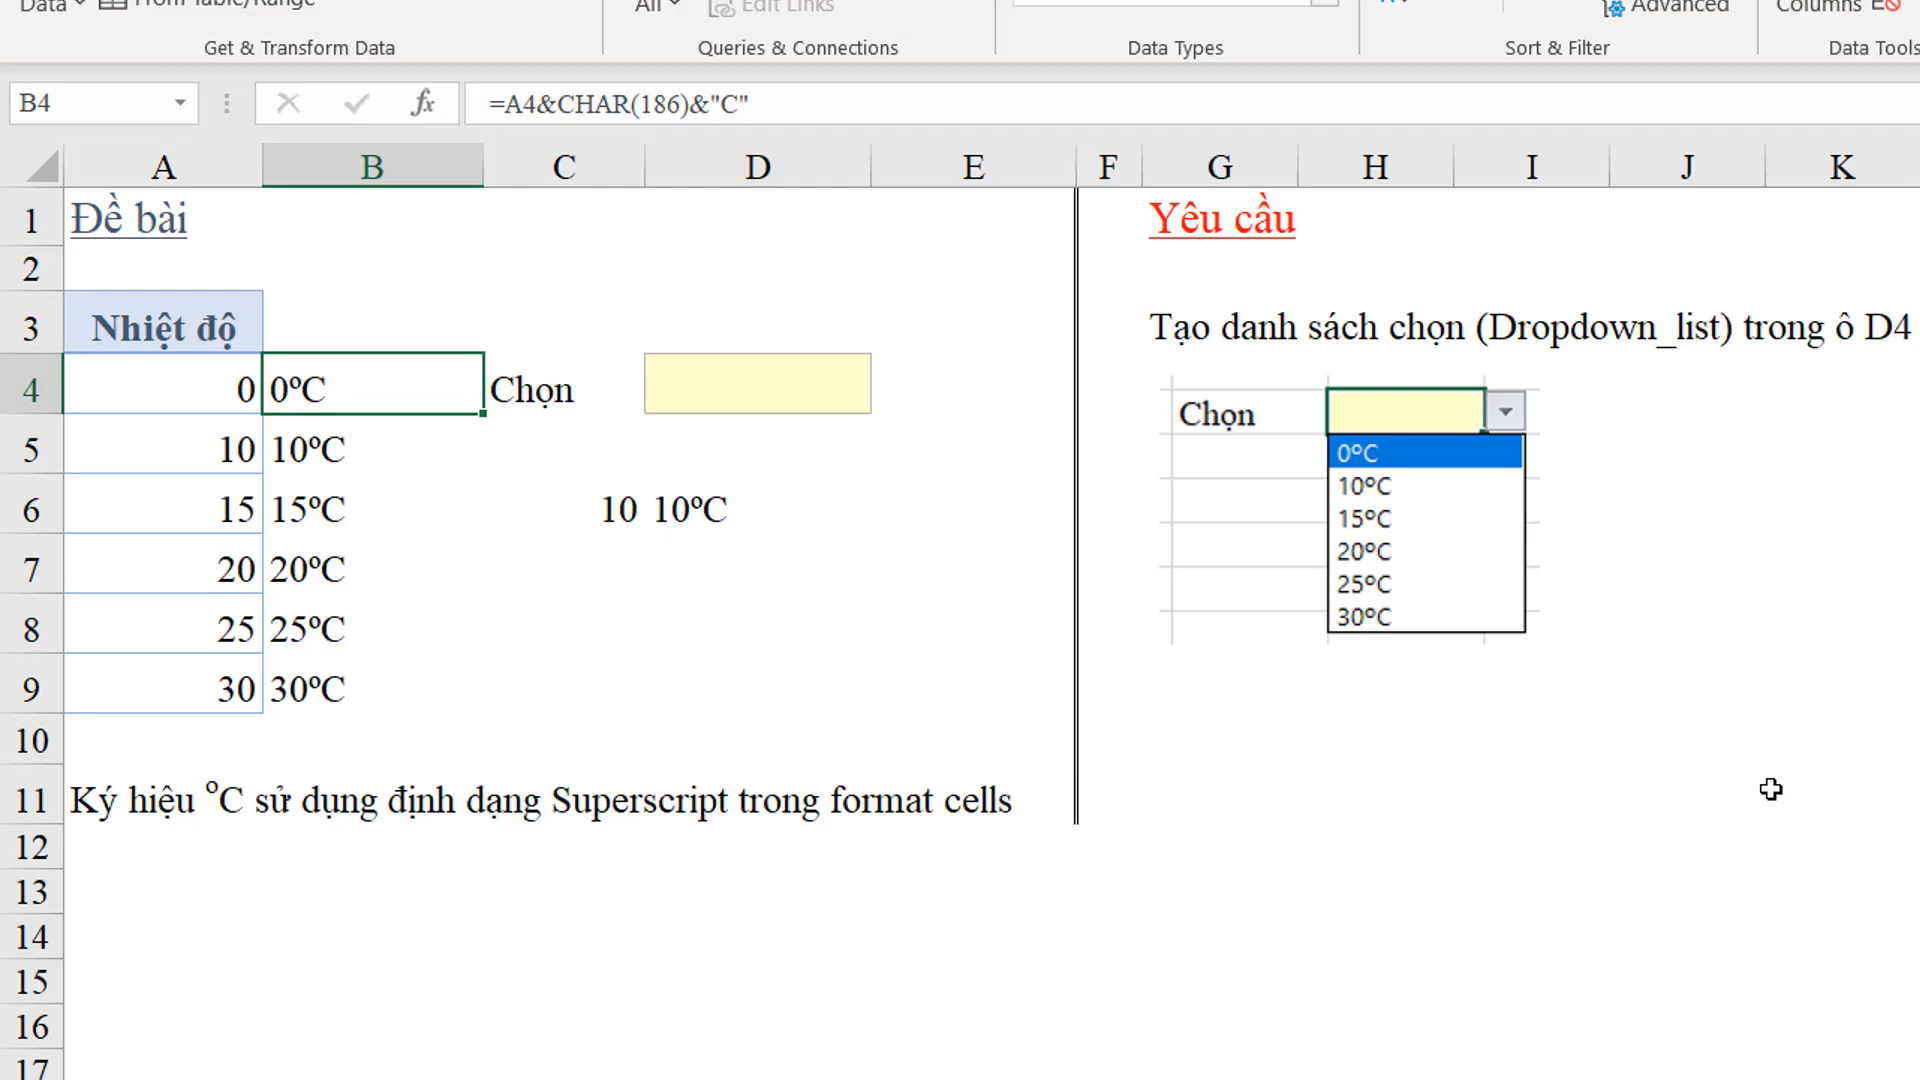 Data From Table/Range All Edit Links Advanced Columns
Get & Transform Data Queries & Connections Data Types Sort & Filter Data Tools
B4 fx =A4&CHAR(186)&"C"
A B C D E F G H I J K
1 Đề bài Yêu cầu
2
3 Nhiệt độ Tạo danh sách chọn (Dropdown_list) trong ô D4
4 0 0ºC Chọn
Chọn
5 10 10ºC
0ºC
10ºC
6 15 15ºC 10 10ºC
15ºC
20ºC
7 20 20ºC
25ºC
8 25 25ºC
30ºC
9 30 30ºC
10
11 Ký hiệu oC sử dụng định dạng Superscript trong format cells
12
13
14
15
16
17